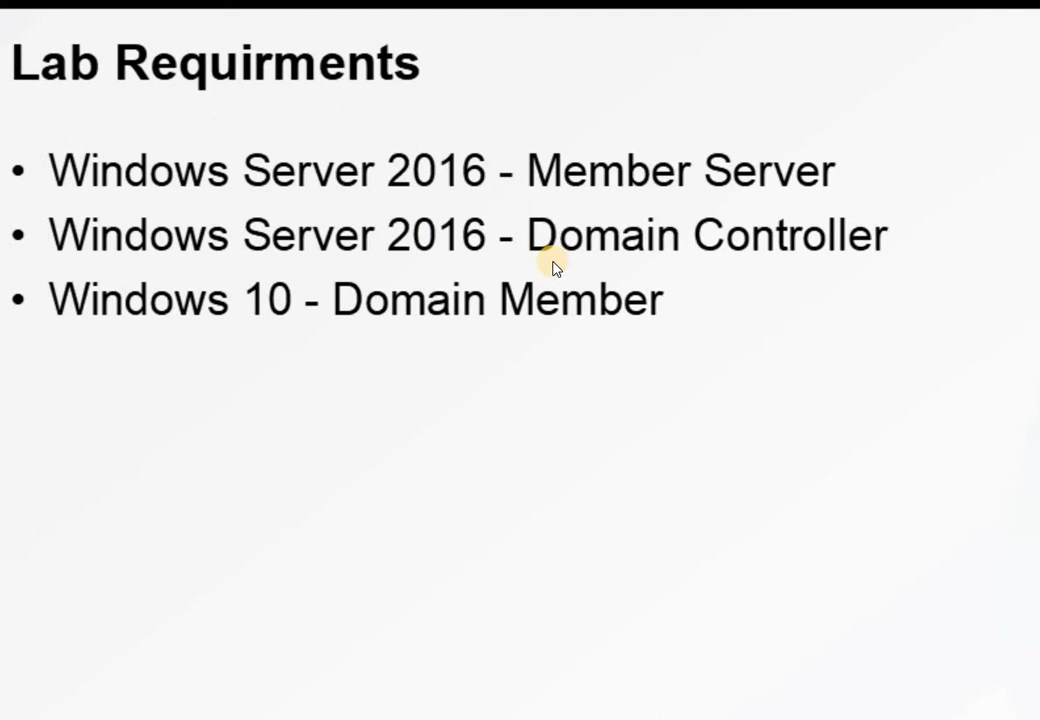 Lab Requirments
• Windows Server 2016 - Member Server
• Windows Server 2016 - Domain Controller
• Windows 10 - Domain Member